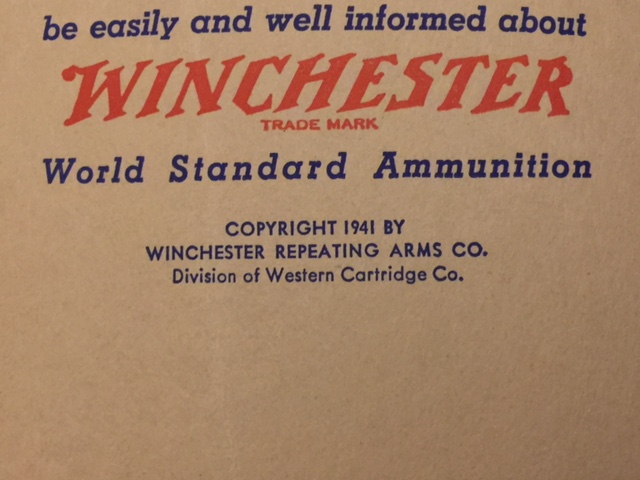 be easily and well informed about
WINCHESTER
TRADE MARK
World Standard Ammunition
COPYRIGHT 1941 BY
WINCHESTER REPEATING ARMS CO.
Division of Western Cartridge Co.